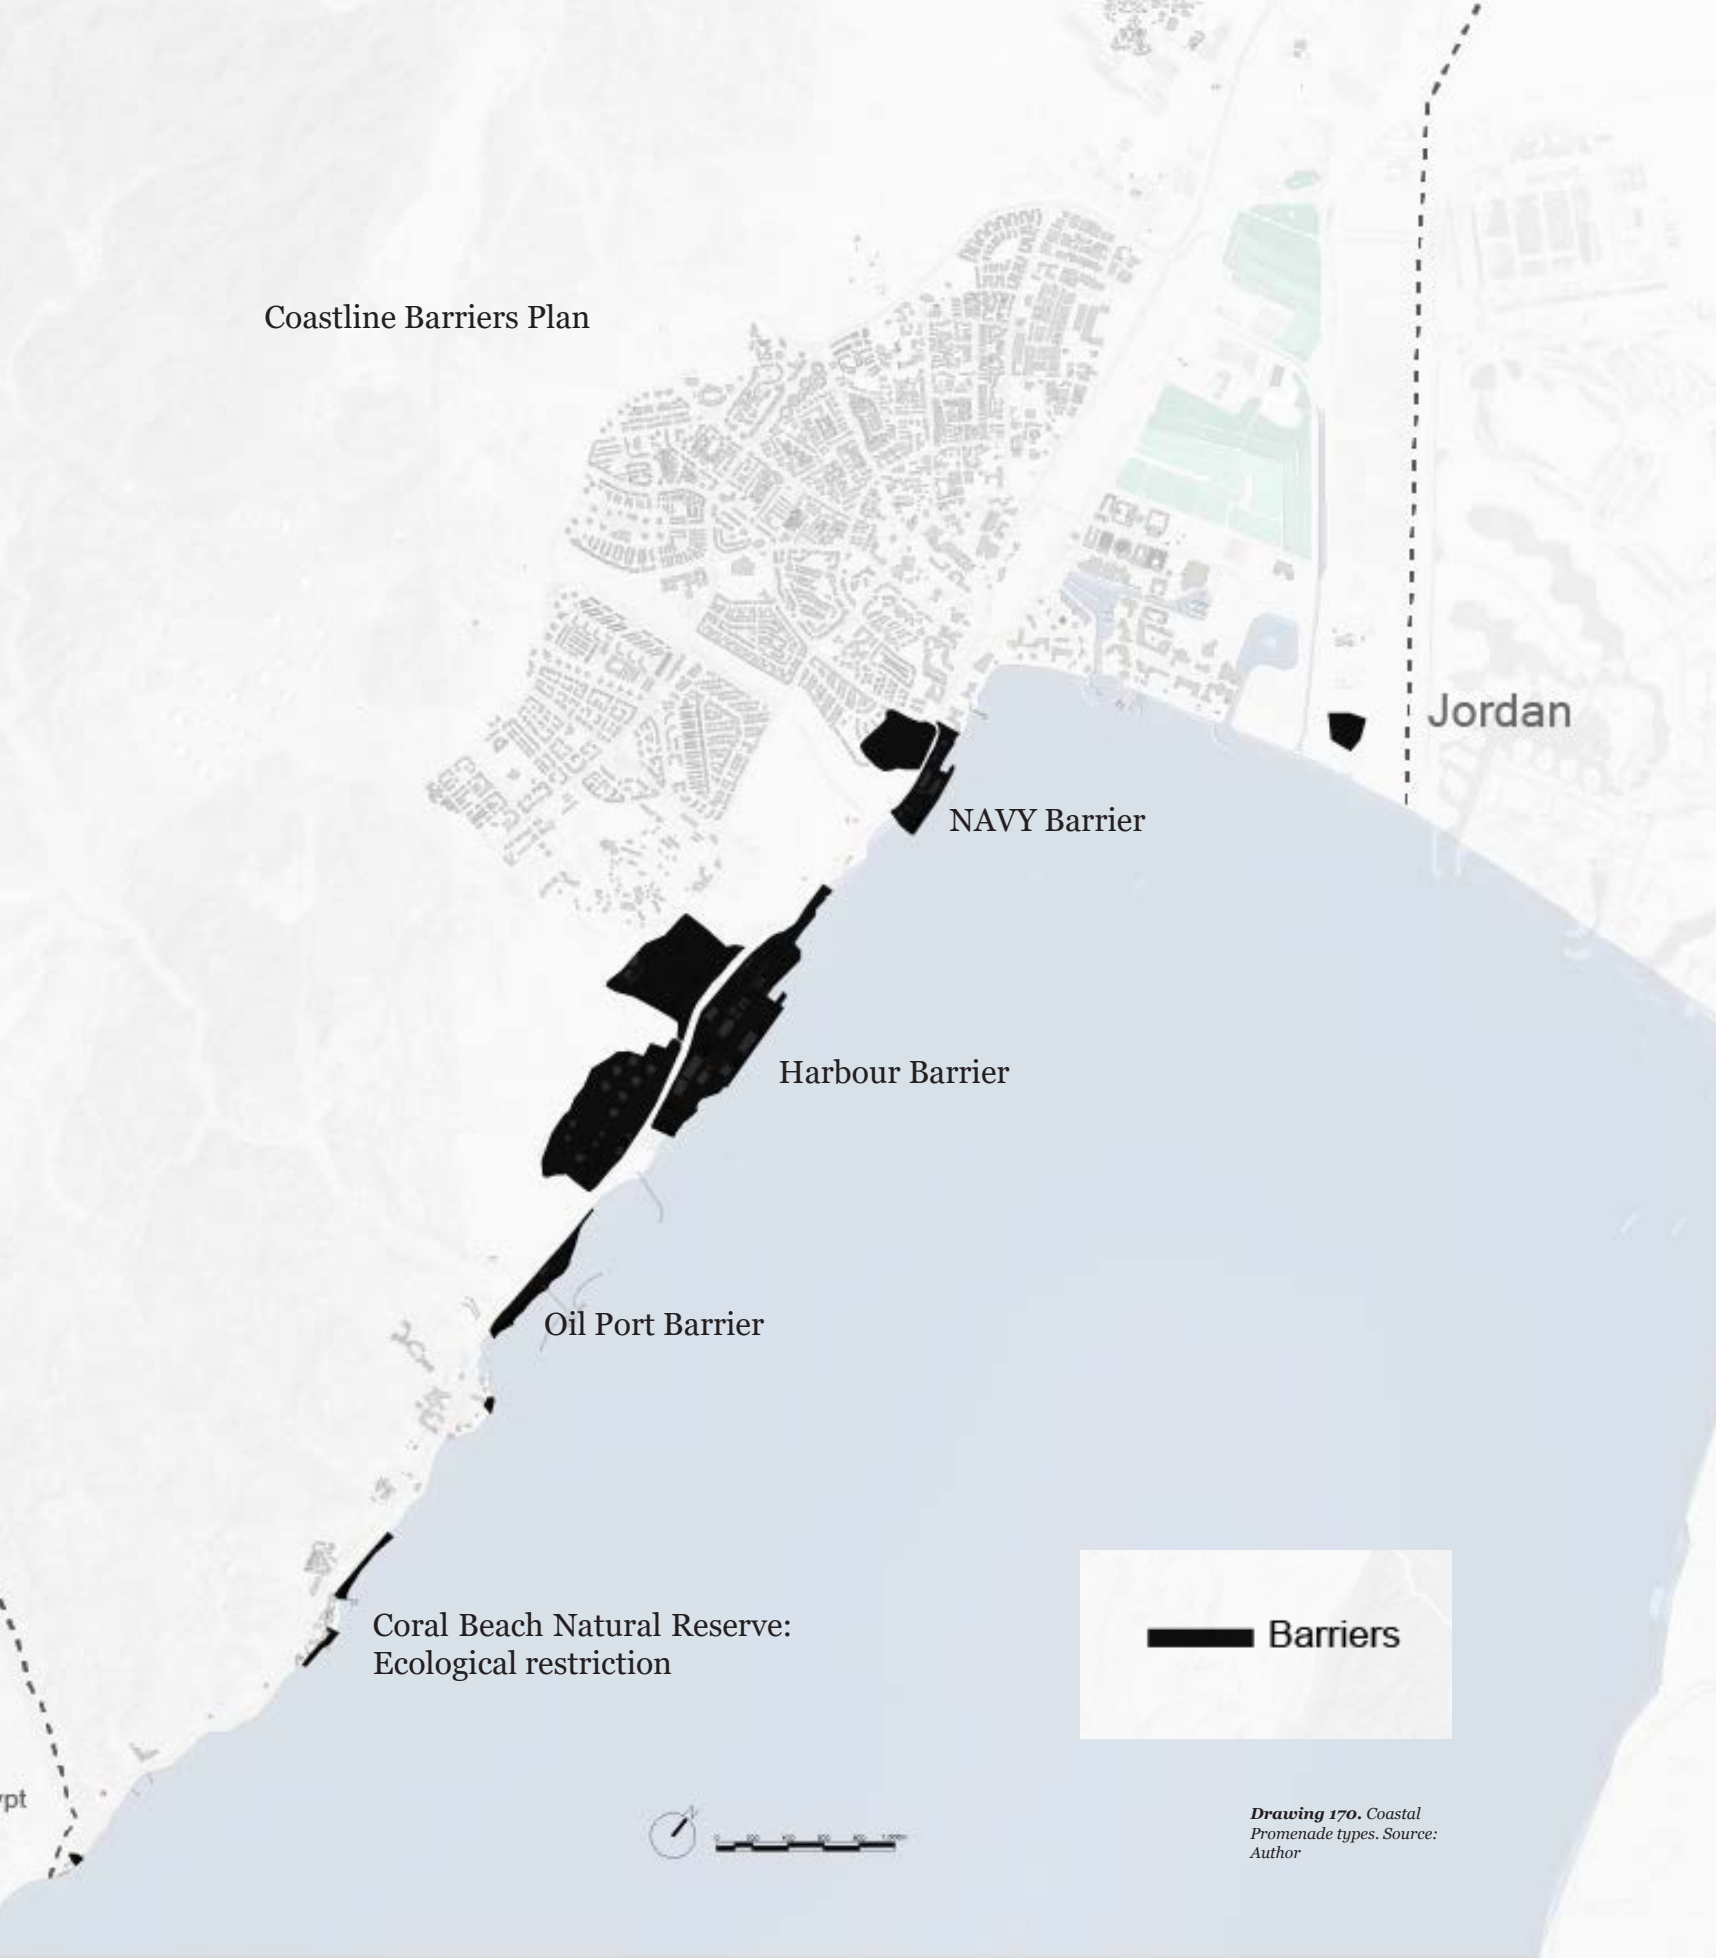 Coastline Barriers Plan
Jordan
NAVY Barrier
Harbour Barrier
Oil Port Barrier
Coral Beach Natural Reserve:
Ecological restriction
Barriers
ypt
N
Drawing 170. Coastal
Promenade types. Source:
Author